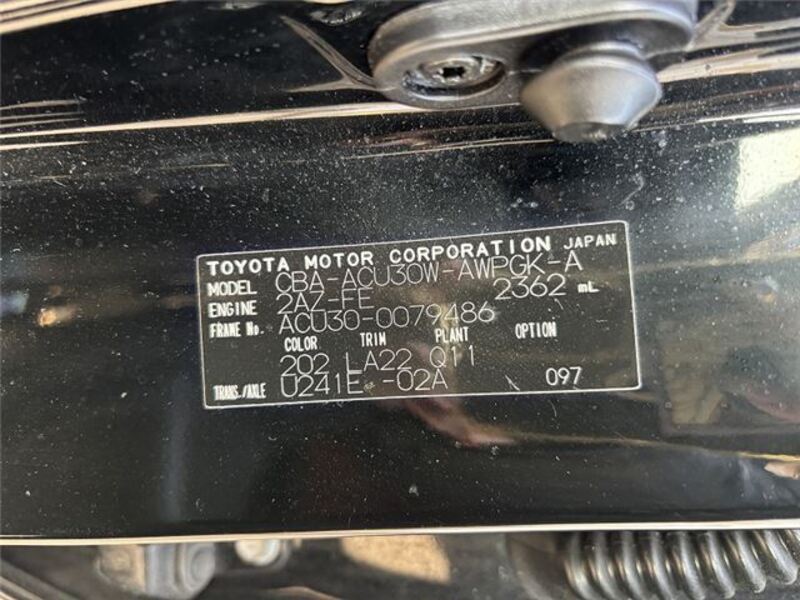 TOYOTA MOTOR CORPORATION JAPAN
MODEL CBA-ACU30W-AWPGK-A
ENGINE 2AZ-FE 2362 mL
FRAME No. ACU30-0079486
COLOR TRIM PLANT OPTION
202 LA22 Q11
TRANS./AXLE U241E -02A 097